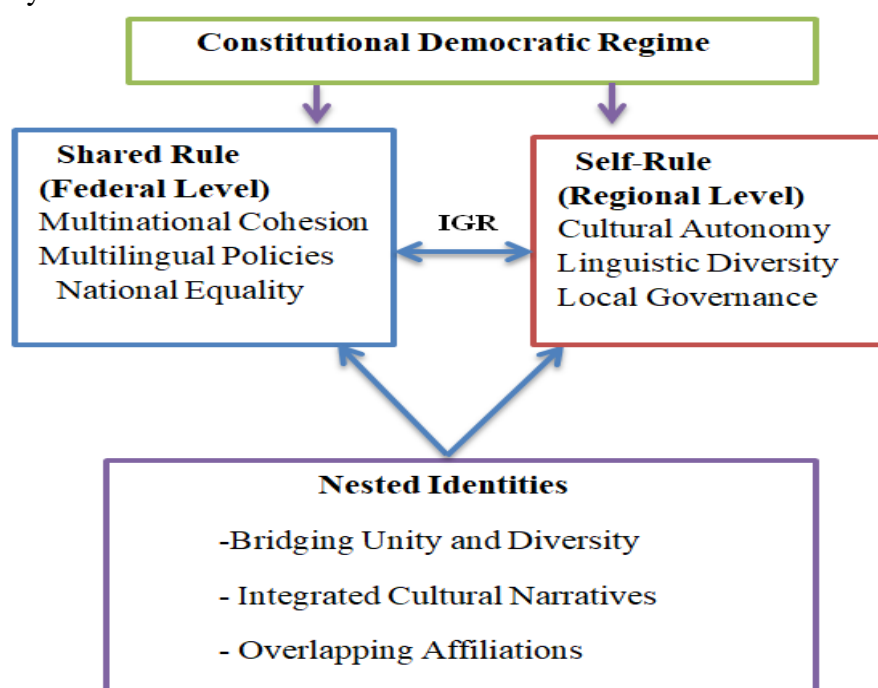 Constitutional Democratic Regime
Shared Rule
(Federal Level)
Multinational Cohesion
Multilingual Policies
National Equality
IGR
Self-Rule
(Regional Level)
Cultural Autonomy
Linguistic Diversity
Local Governance
Nested Identities
-Bridging Unity and Diversity
- Integrated Cultural Narratives
- Overlapping Affiliations